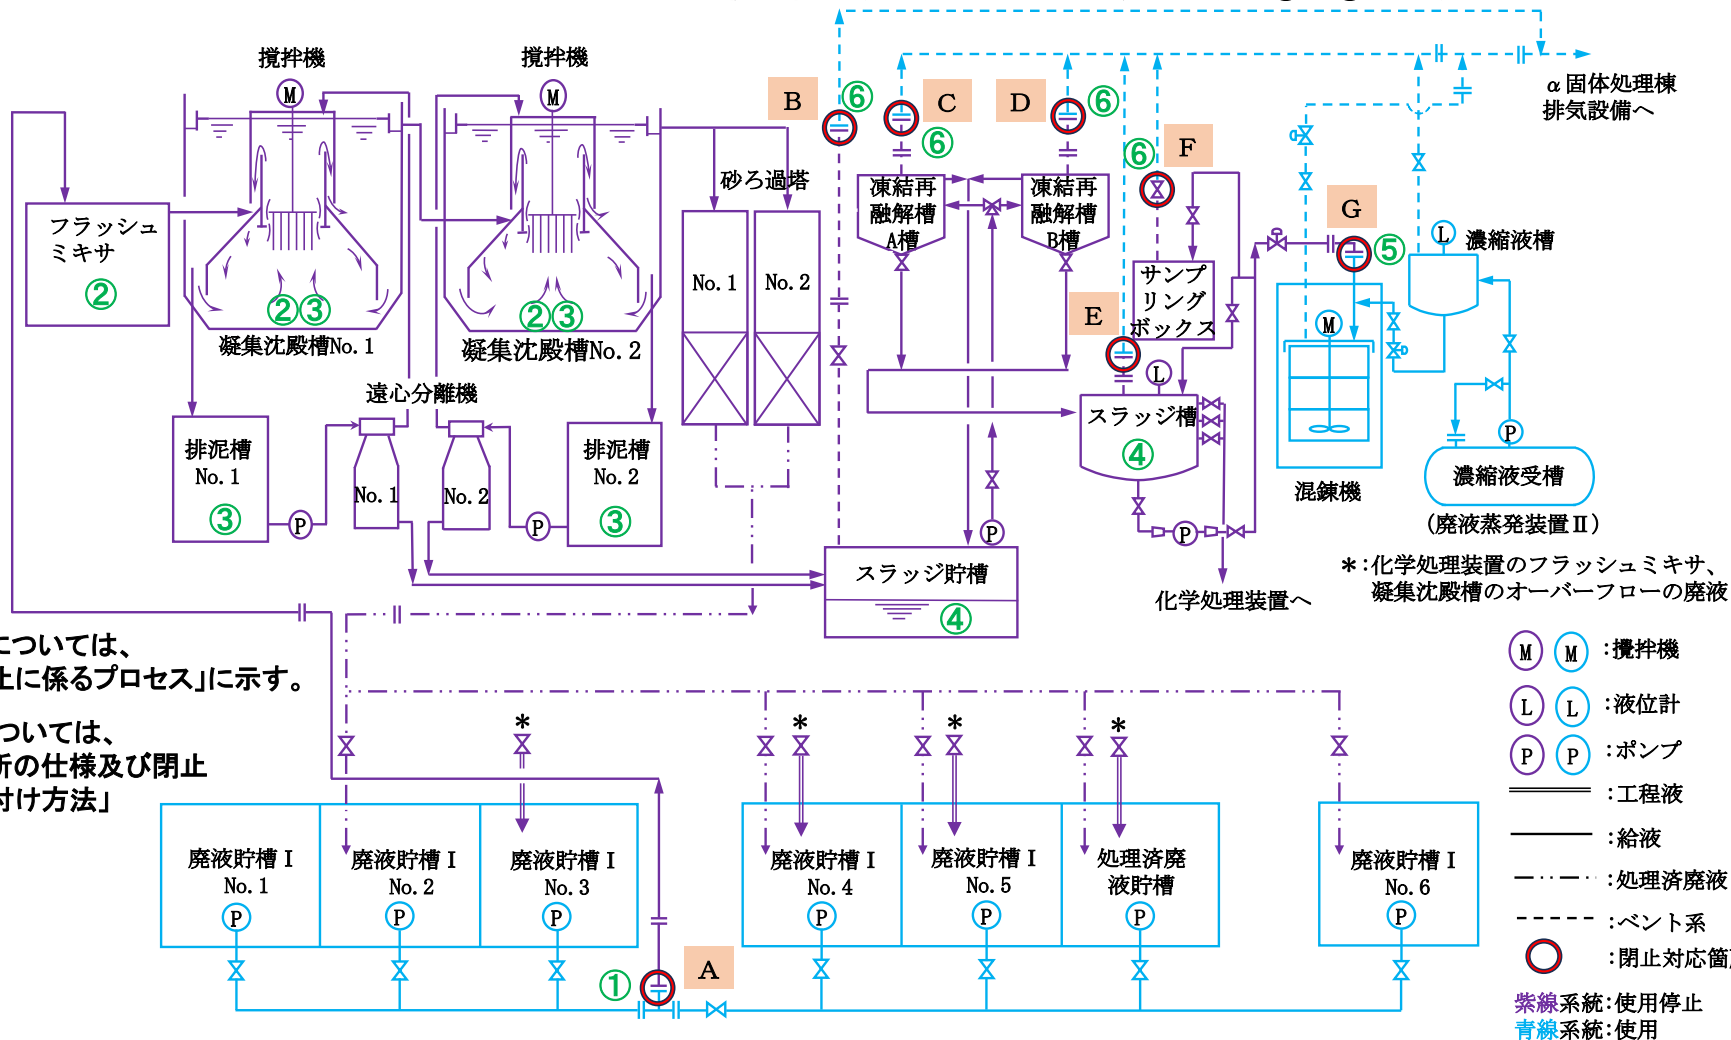 撹拌機
撹拌機
M
M
B
⑥
C
⑥
D
⑥
⑥
F
α固体処理棟
排気設備へ
砂ろ過塔
凍結再
融解槽
A槽
凍結再
融解槽
B槽
G
⑤
L
濃縮液槽
フラッシュ
ミキサ
②
②
③
②
③
No.1
No.2
サンプ
リング
ボックス
E
M
凝集沈殿槽No.1
凝集沈殿槽No.2
遠心分離機
L
スラッジ槽
④
P
混錬機
濃縮液受槽
(廃液蒸発装置Ⅱ)
排泥槽
No.1
③
P
No.1
No.2
P
排泥槽
No.2
③
P
P
スラッジ貯槽
④
化学処理装置へ
*:化学処理装置のフラッシュミキサ、
凝集沈殿槽のオーバーフローの廃液
については、
止に係るプロセス」に示す。
ついては、
所の仕様及び閉止
付け方法」
*
*
*
*
廃液貯槽Ⅰ
No.1
P
廃液貯槽Ⅰ
No.2
P
廃液貯槽Ⅰ
No.3
P
廃液貯槽Ⅰ
No.4
P
廃液貯槽Ⅰ
No.5
P
処理済廃
液貯槽
P
廃液貯槽Ⅰ
No.6
P
①
A
M M :撹拌機
L L :液位計
P P :ポンプ
:工程液
:給液
:処理済廃液
:ベント系
:閉止対応箇
紫線系統:使用停止
青線系統:使用